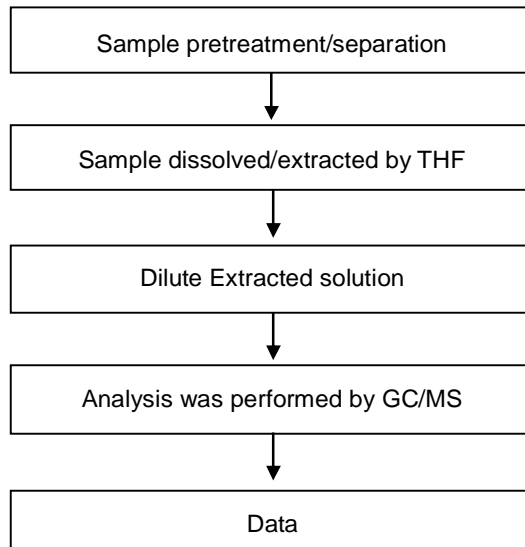 Sample pretreatment/separation
Sample dissolved/extracted by THF
Dilute Extracted solution
Analysis was performed by GC/MS
Data